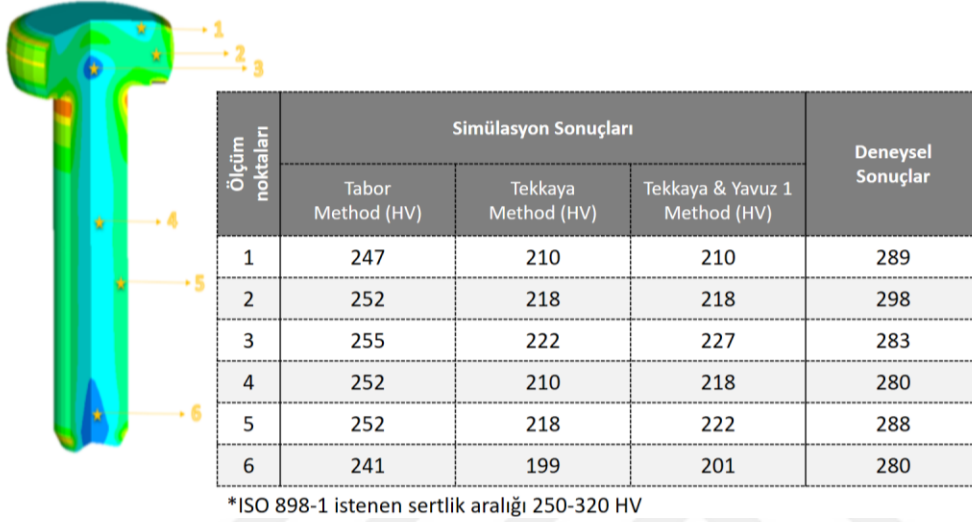 1
2
3
4
5
6
Ölçüm noktaları
Simülasyon Sonuçları
Deneysel Sonuçlar
Tabor Method (HV)
Tekkaya Method (HV)
Tekkaya & Yavuz 1 Method (HV)
1 247 210 210 289
2 252 218 218 298
3 255 222 227 283
4 252 210 218 280
5 252 218 222 288
6 241 199 201 280
*ISO 898-1 istenen sertlik aralığı 250-320 HV